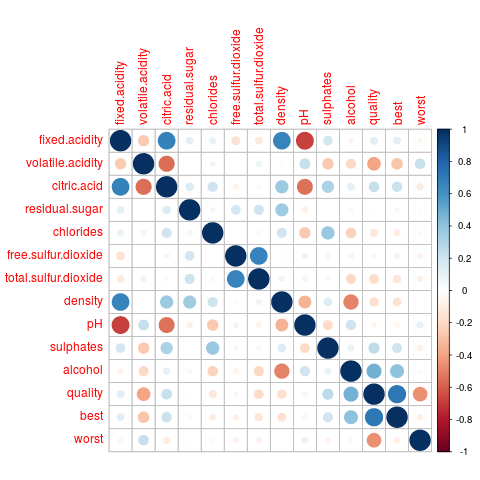 fixed.acidity
volatile.acidity
citric.acid
residual.sugar
chlorides
free.sulfur.dioxide
total.sulfur.dioxide
density
pH
sulphates
alcohol
quality
best
worst
fixed.acidity
volatile.acidity
citric.acid
residual.sugar
chlorides
free.sulfur.dioxide
total.sulfur.dioxide
density
pH
sulphates
alcohol
quality
best
worst
1
0.8
0.6
0.4
0.2
0
-0.2
-0.4
-0.6
-0.8
-1